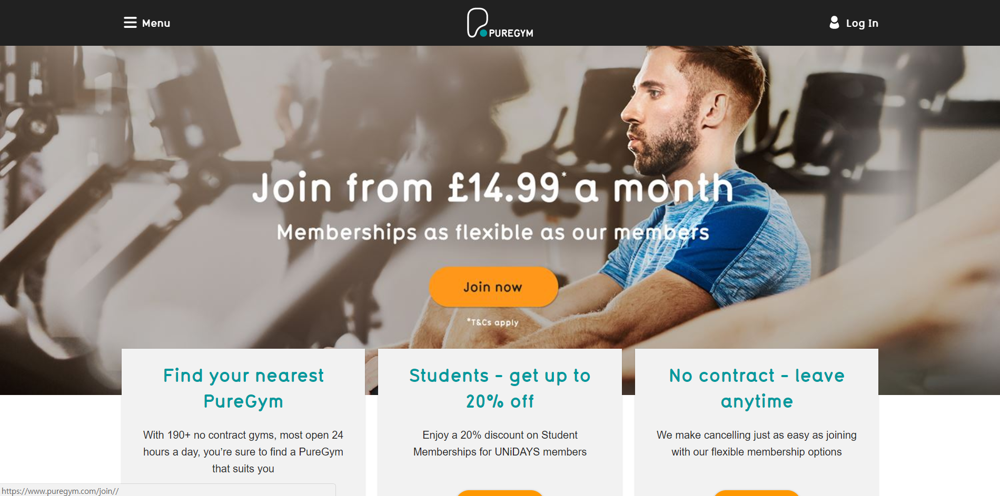 Menu
PUREGYM
Log In
Join from £14.99* a month
Memberships as flexible as our members
Join now
*T&Cs apply
Find your nearest
PureGym
With 190+ no contract gyms, most open 24
hours a day, you’re sure to find a PureGym
that suits you
Students - get up to
20% off
Enjoy a 20% discount on Student
Memberships for UNiDAYS members
No contract - leave
anytime
We make cancelling just as easy as joining
with our flexible membership options
https://www.puregym.com/join//